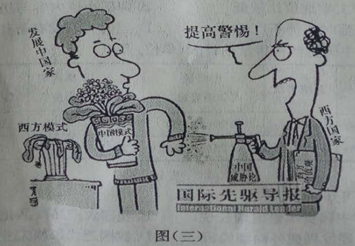 发展中国家
提高警惕！
西方模式
中国模式
西方国家
中国
威胁论
国际先驱导报
International Herald Leader
图(三)